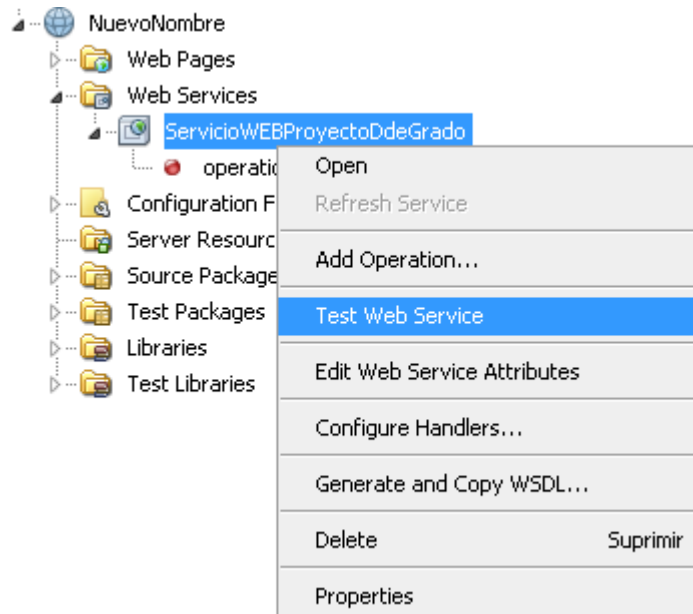 NuevoNombre
Web Pages
Web Services
ServicioWEBProyectoDdeGrado
Open
Refresh Service
Configuration F
Server Resourc
Add Operation...
Source Package
Test Packages
Test Web Service
Libraries
Test Libraries
Edit Web Service Attributes
Configure Handlers...
Generate and Copy WSDL...
Delete Suprimir
Properties